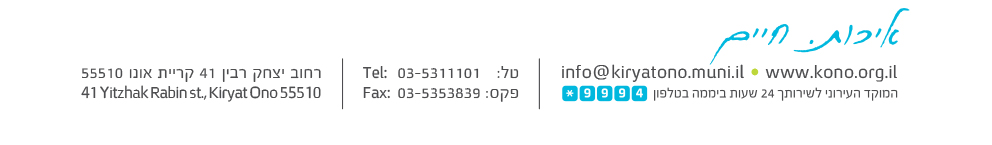 איכות. חיים
info@kiryatono.muni.il • www.kono.org.il
המוקד העירוני לשירותך 24 שעות ביממה בטלפון *9994
טל: 03-5311101 Tel:
פקס: 03-5353839 Fax:
רחוב יצחק רבין 41 קריית אונו 55510
41 Yitzhak Rabin st., Kiryat Ono 55510